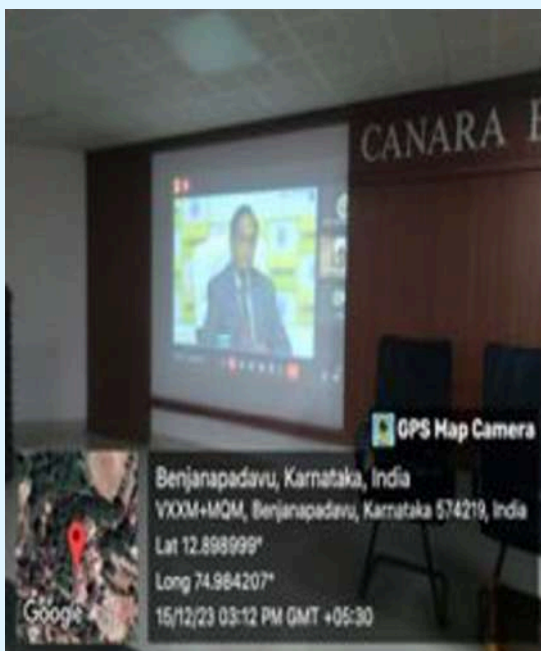 CANARA E
GPS Map Camera
Benjanapadavu, Karnataka, India
VXXM+MQM, Benjanapadavu, Karnataka 574219, India
Lat 12.898999°
Long 74.984207°
15/12/23 03:12 PM GMT +05:30
Google